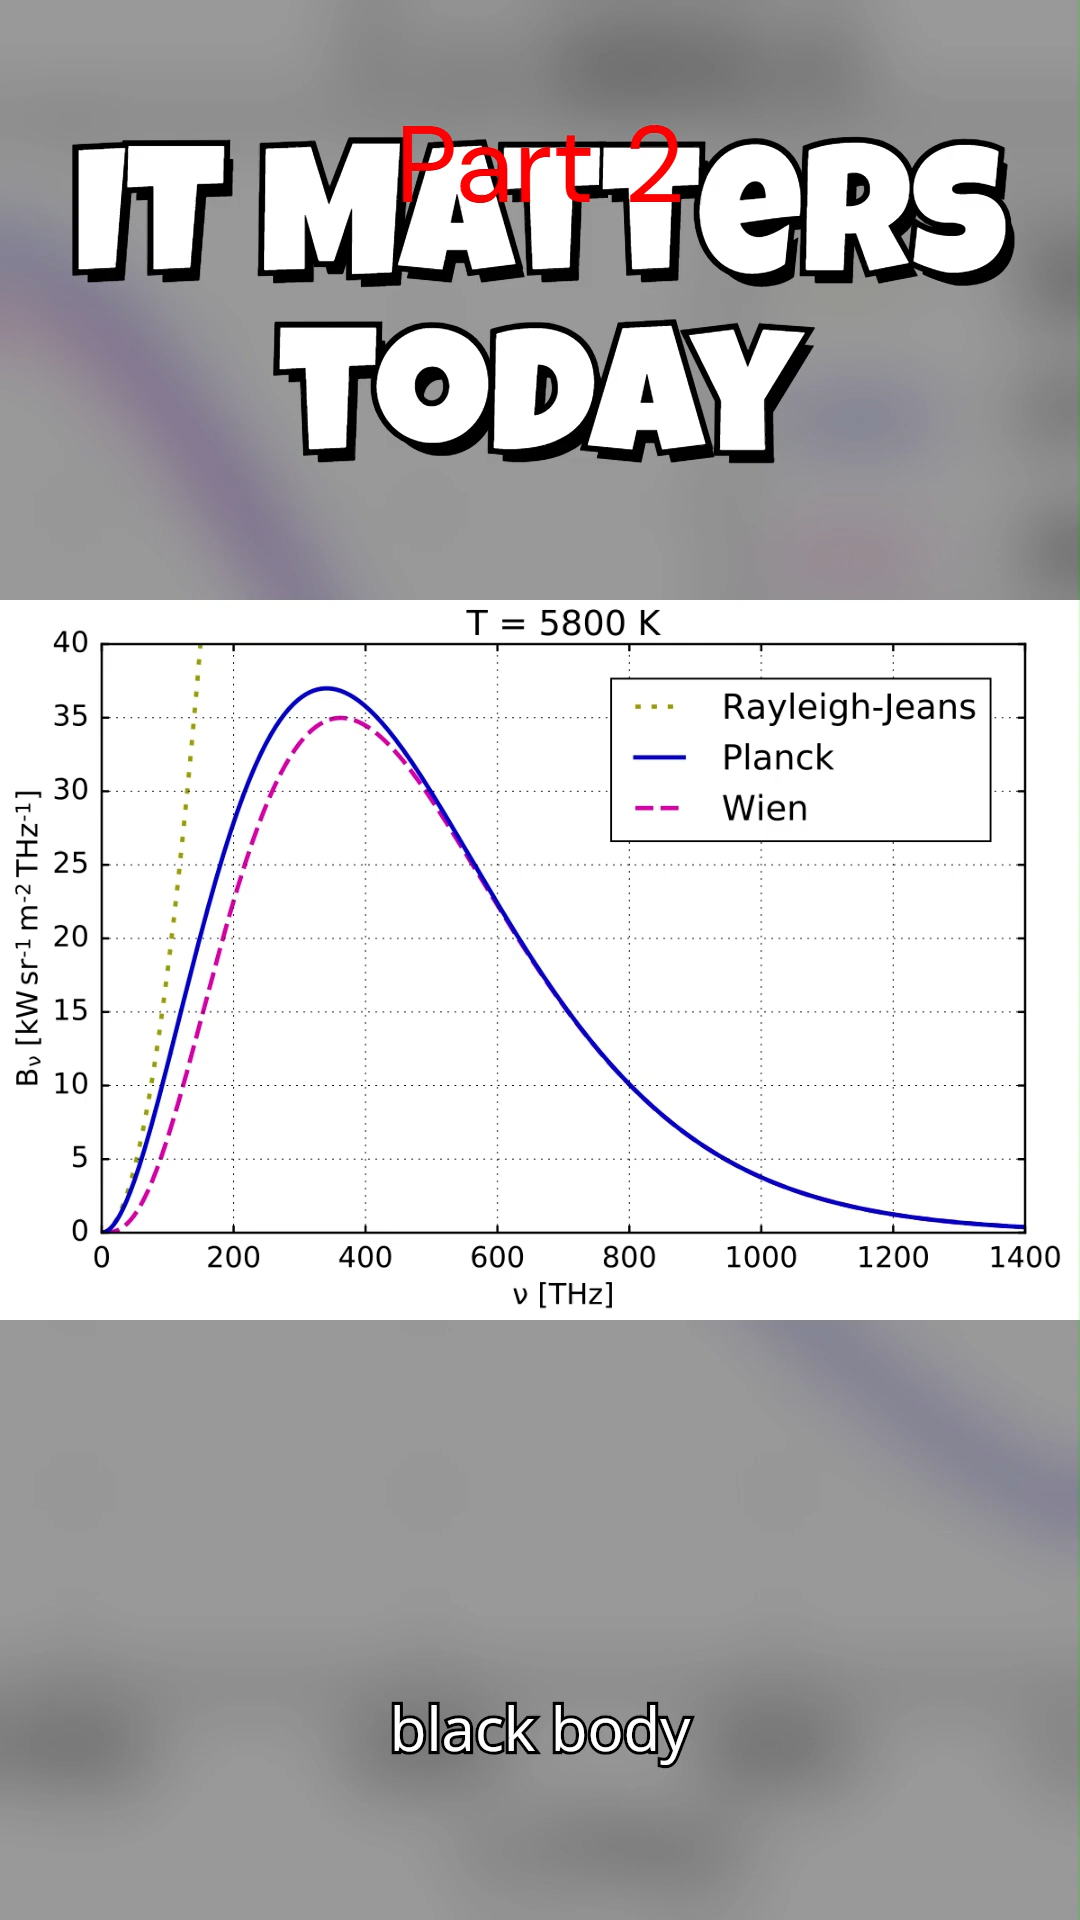 Part 2
IT MATTeRS
TODAY
T = 5800 K
40
35
30
25
20
15
10
5
0
Bν [kW sr⁻¹ m⁻² THz⁻¹]
Rayleigh-Jeans
Planck
Wien
0 200 400 600 800 1000 1200 1400
ν [THz]
black body